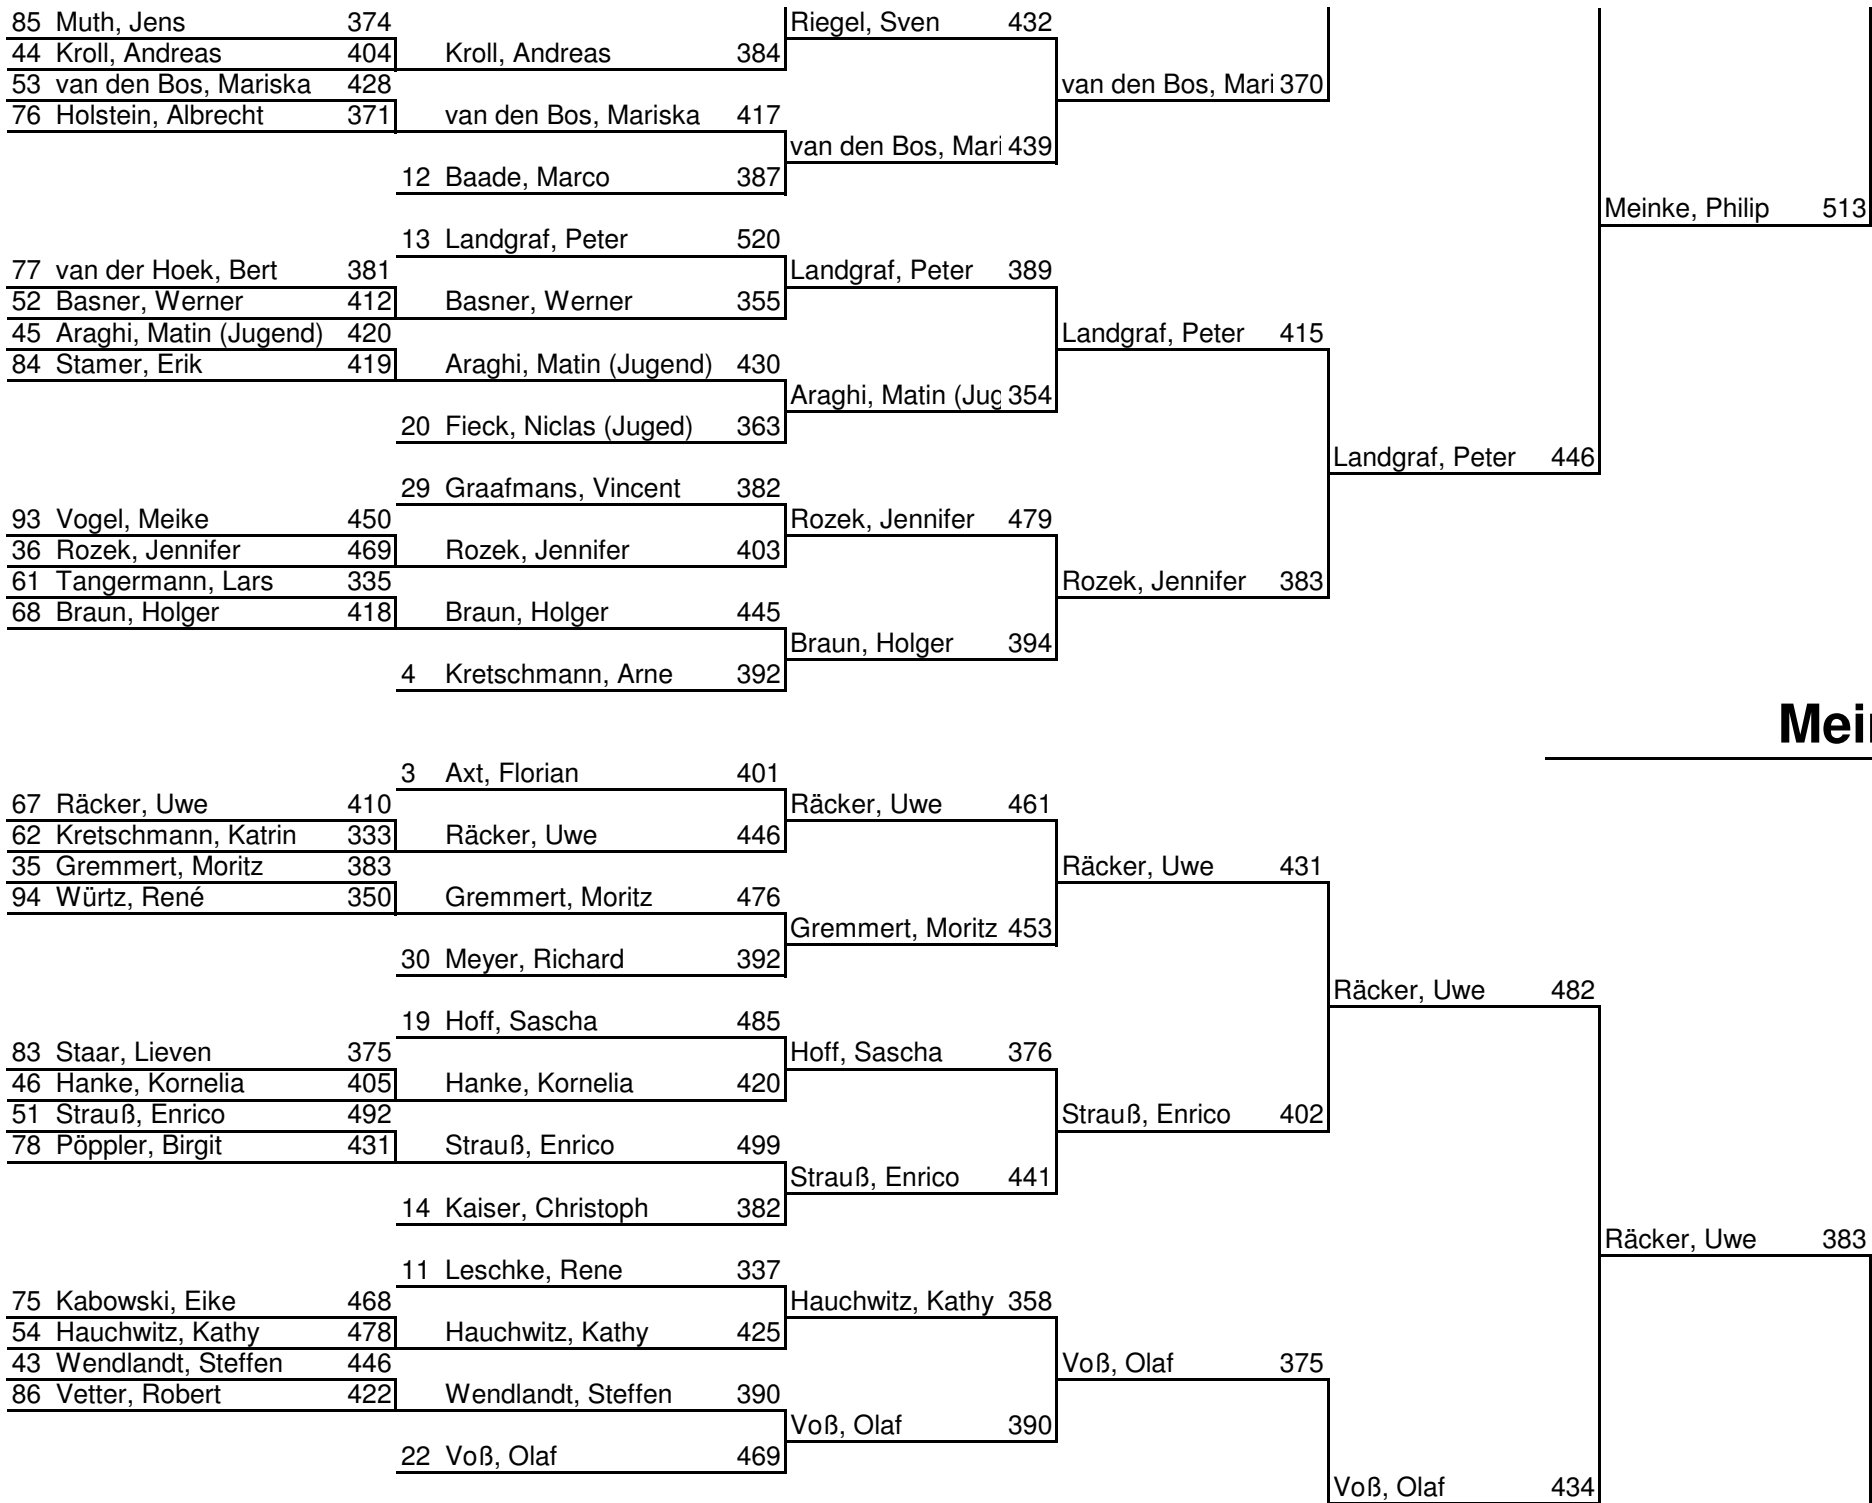 85 Muth, Jens 374 Riegel, Sven 432
44 Kroll, Andreas 404 Kroll, Andreas 384
53 van den Bos, Mariska 428 van den Bos, Mari 370
76 Holstein, Albrecht 371 van den Bos, Mariska 417
van den Bos, Mari 439
12 Baade, Marco 387
Meinke, Philip 513
13 Landgraf, Peter 520
77 van der Hoek, Bert 381 Landgraf, Peter 389
52 Basner, Werner 412 Basner, Werner 355
45 Araghi, Matin (Jugend) 420 Landgraf, Peter 415
84 Stamer, Erik 419 Araghi, Matin (Jugend) 430
Araghi, Matin (Jug 354
20 Fieck, Niclas (Juged) 363
Landgraf, Peter 446
29 Graafmans, Vincent 382
93 Vogel, Meike 450 Rozek, Jennifer 479
36 Rozek, Jennifer 469 Rozek, Jennifer 403
61 Tangermann, Lars 335 Rozek, Jennifer 383
68 Braun, Holger 418 Braun, Holger 445
Braun, Holger 394
4 Kretschmann, Arne 392
3 Axt, Florian 401
67 Räcker, Uwe 410 Räcker, Uwe 461
62 Kretschmann, Katrin 333 Räcker, Uwe 446
35 Gremmert, Moritz 383 Räcker, Uwe 431
94 Würtz, René 350 Gremmert, Moritz 476
Gremmert, Moritz 453
30 Meyer, Richard 392
Räcker, Uwe 482
19 Hoff, Sascha 485
83 Staar, Lieven 375 Hoff, Sascha 376
46 Hanke, Kornelia 405 Hanke, Kornelia 420
51 Strauß, Enrico 492 Strauß, Enrico 402
78 Pöppler, Birgit 431 Strauß, Enrico 499
Strauß, Enrico 441
14 Kaiser, Christoph 382
Räcker, Uwe 383
11 Leschke, Rene 337
75 Kabowski, Eike 468 Hauchwitz, Kathy 358
54 Hauchwitz, Kathy 478 Hauchwitz, Kathy 425
43 Wendlandt, Steffen 446 Voß, Olaf 375
86 Vetter, Robert 422 Wendlandt, Steffen 390
Voß, Olaf 390
22 Voß, Olaf 469
Voß, Olaf 434